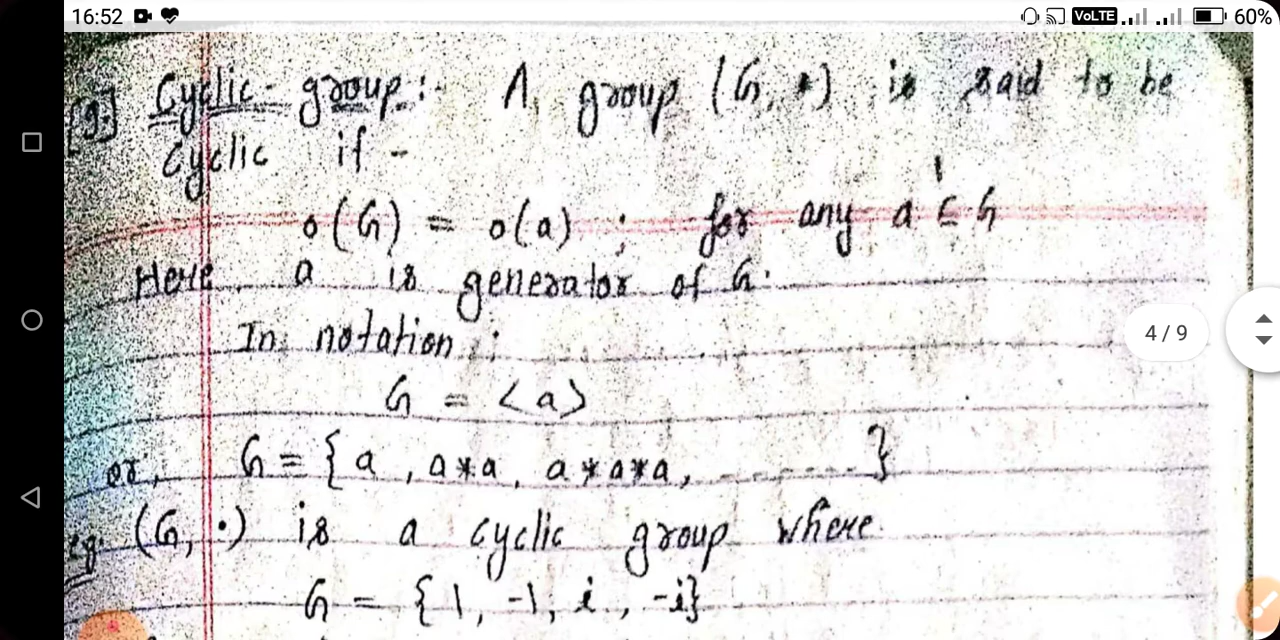 16:52 VoLTE 60%
[9.] Cyclic group :- A group (G, *) is said to be
cyclic if -
o(G) = o(a) ; for any a ∈ G
Here a is generator of G.
In notation :
G = <a>
4 / 9
or, G = { a , a*a, a*a*a, ------- }
eg. (G, ·) is a cyclic group where
G = {1, -1, i, -i}